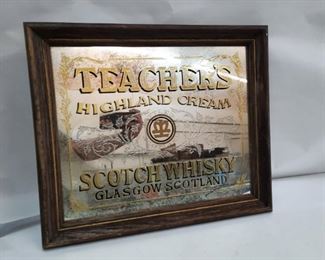 TEACHER'S
HIGHLAND CREAM
SCOTCH WHISKY
GLASGOW SCOTLAND